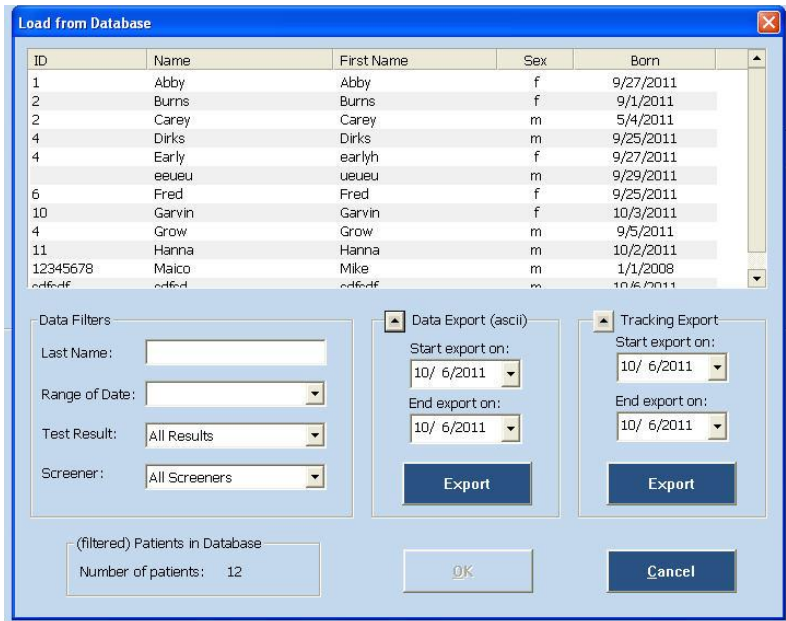 Load from Database
ID Name First Name Sex Born
1 Abby Abby f 9/27/2011
2 Burns Burns f 9/1/2011
2 Carey Carey m 5/4/2011
4 Dirks Dirks m 9/25/2011
4 Early earlyh f 9/27/2011
eeueu ueueu m 9/29/2011
6 Fred Fred f 9/25/2011
10 Garvin Garvin f 10/3/2011
4 Grow Grow m 9/5/2011
11 Hanna Hanna m 10/2/2011
12345678 Maico Mike m 1/1/2008
m 10/6/2011
Data Filters
Last Name:
Range of Date:
Test Result: All Results
Screener: All Screeners
Data Export (ascii)
Start export on:
10/ 6/2011
End export on:
10/ 6/2011
Export
Tracking Export
Start export on:
10/ 6/2011
End export on:
10/ 6/2011
Export
(filtered) Patients in Database
Number of patients: 12
OK
Cancel